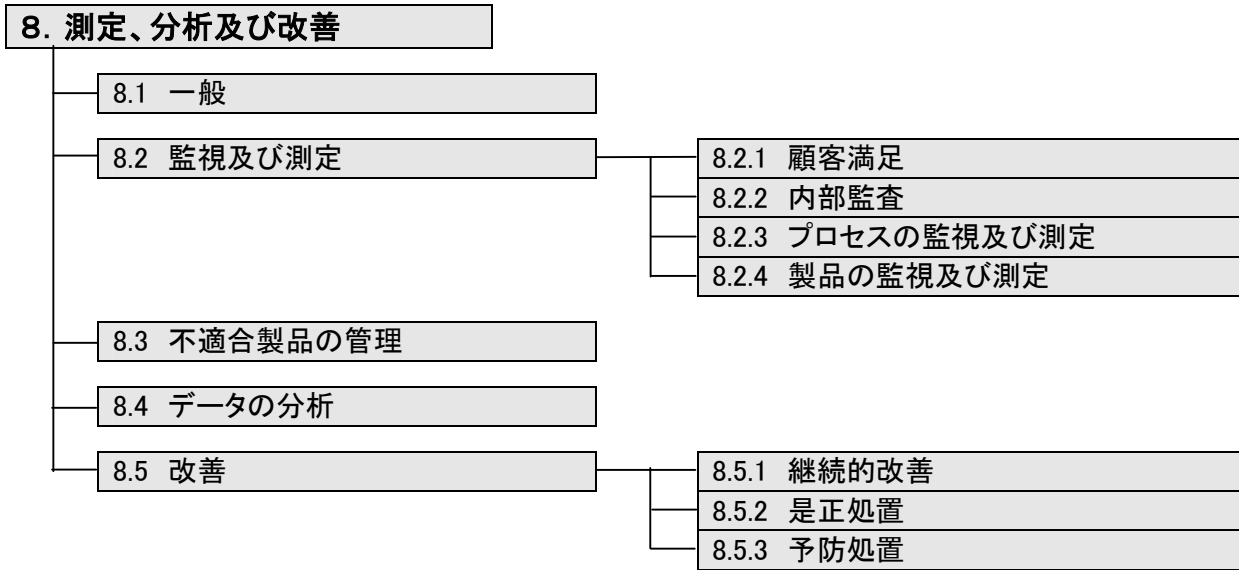 ８．測定、分析及び改善
8.1 一般
8.2 監視及び測定
8.2.1 顧客満足
8.2.2 内部監査
8.2.3 プロセスの監視及び測定
8.2.4 製品の監視及び測定
8.3 不適合製品の管理
8.4 データの分析
8.5 改善
8.5.1 継続的改善
8.5.2 是正処置
8.5.3 予防処置